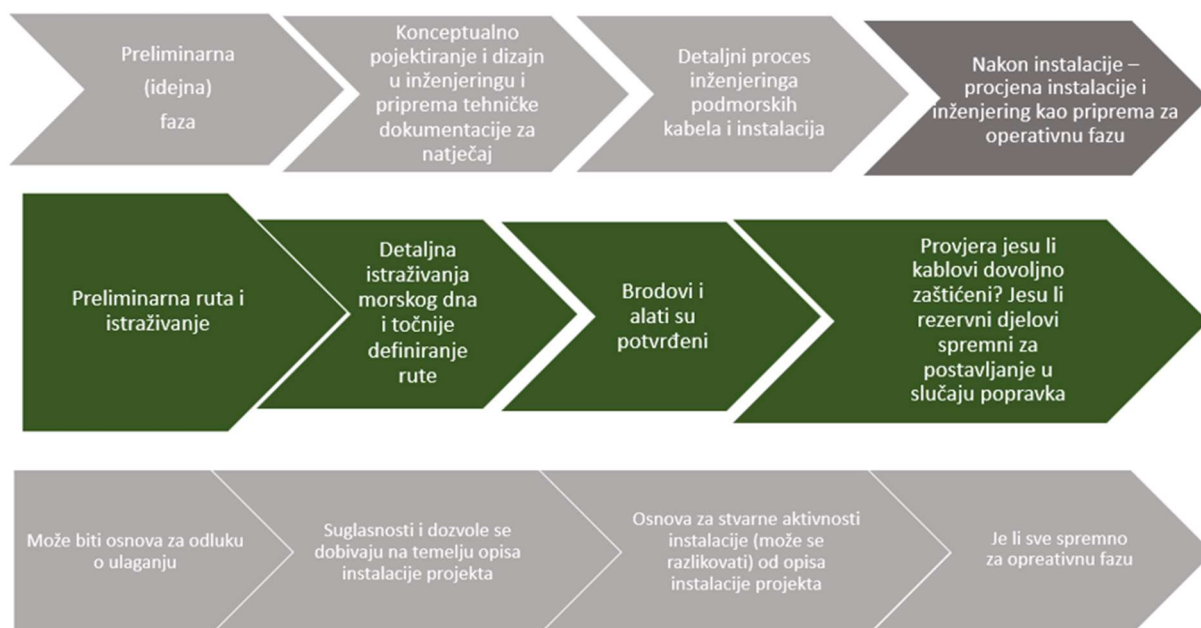 Preliminarna
(idejna)
faza
Konceptualno
pojektiranje i dizajn
u inženjeringu i
priprema tehničke
dokumentacije za
natječaj
Detaljni proces
inženjeringa
podmorskih
kabela i instalacija
Nakon instalacije –
procjena instalacije i
inženjering kao priprema za
operativnu fazu
Preliminarna ruta i
istraživanje
Detaljna
istraživanja
morskog dna
i točnije
definiranje
rute
Brodovi i
alati su
potvrđeni
Provjera jesu li
kablovi dovoljno
zaštićeni? Jesu li
rezervni djelovi
spremni za
postavljanje u
slučaju popravka
Može biti osnova za odluku
o ulaganju
Suglasnosti i dozvole se
dobivaju na temelju opisa
instalacije projekta
Osnova za stvarne aktivnosti
instalacije (može se
razlikovati) od opisa
instalacije projekta
Je li sve spremno
za opreativnu fazu